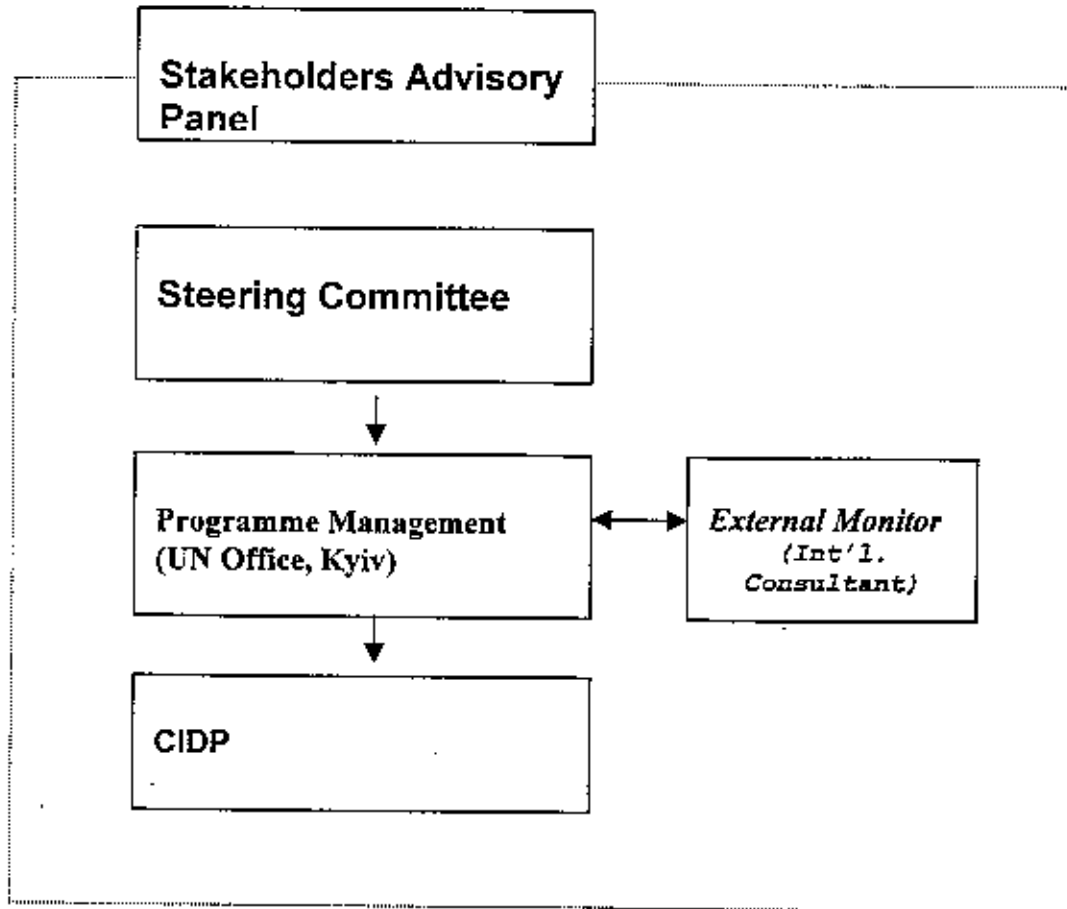 Stakeholders Advisory
Panel
Steering Committee
Programme Management
(UN Office, Kyiv)
External Monitor
(Int'l.
Consultant)
CIDP